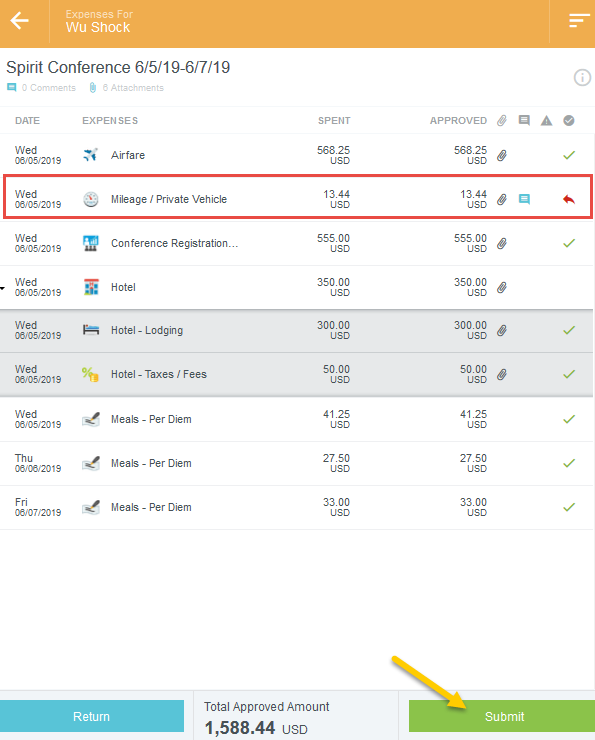 Expenses For
Wu Shock
Spirit Conference 6/5/19-6/7/19
0 Comments 6 Attachments
DATE EXPENSES SPENT APPROVED
Wed 568.25 568.25
06/05/2019 Airfare USD USD
Wed 13.44 13.44
06/05/2019 Mileage / Private Vehicle USD USD
Wed 555.00 555.00
06/05/2019 Conference Registration... USD USD
Wed 350.00 350.00
06/05/2019 Hotel USD USD
Wed 300.00 300.00
06/05/2019 Hotel - Lodging USD USD
Wed 50.00 50.00
06/05/2019 Hotel - Taxes / Fees USD USD
Wed 41.25 41.25
06/05/2019 Meals - Per Diem USD USD
Thu 27.50 27.50
06/06/2019 Meals - Per Diem USD USD
Fri 33.00 33.00
06/07/2019 Meals - Per Diem USD USD
Return
Total Approved Amount
1,588.44 USD
Submit